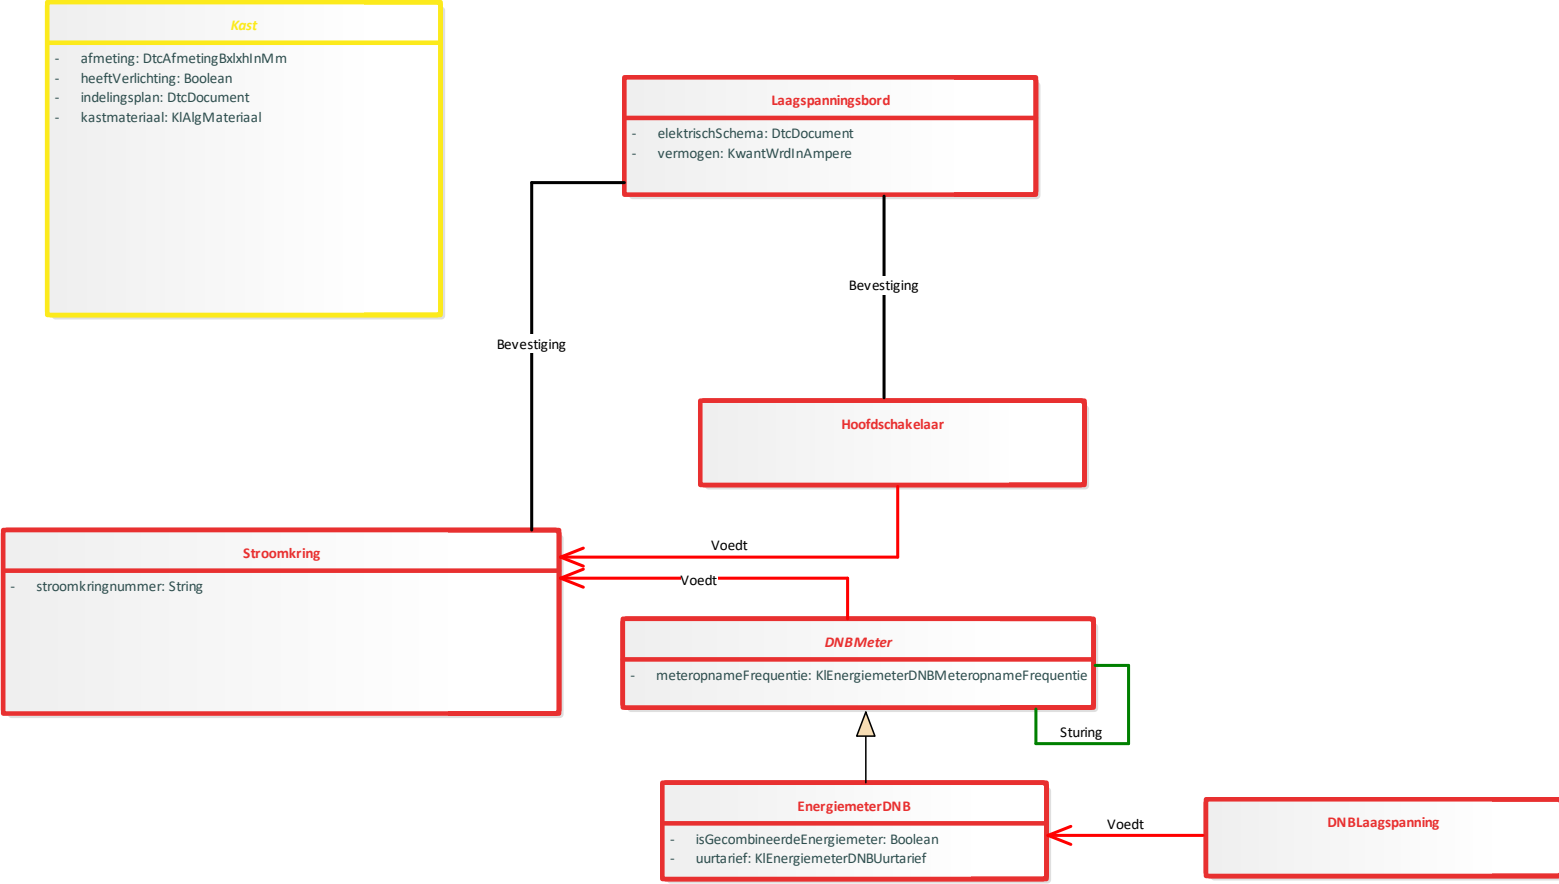 Kast
- afmeting: DtcAfmetingBxlxhInMm
- heeftVerlichting: Boolean
- indelingsplan: DtcDocument
- kastmateriaal: KlAlgMateriaal
Laagspanningsbord
- elektrischSchema: DtcDocument
- vermogen: KwantWrdInAmpere
Bevestiging
Bevestiging
Hoofdschakelaar
Voedt
Stroomkring
- stroomkringnummer: String
Voedt
DNBMeter
- meteropnameFrequentie: KlEnergiemeterDNBMeteropnameFrequentie
Sturing
EnergiemeterDNB
- isGecombineerdeEnergiemeter: Boolean
- uurtarief: KlEnergiemeterDNBUurtarief
Voedt
DNBLaagspanning